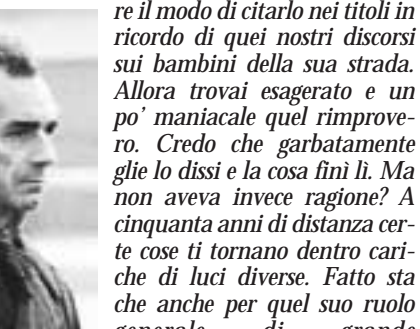 re il modo di citarlo nei titoli in
ricordo di quei nostri discorsi
sui bambini della sua strada.
Allora trovai esagerato e un
po’ maniacale quel rimprove-
ro. Credo che garbatamente
glie lo dissi e la cosa finì lì. Ma
non aveva invece ragione? A
cinquanta anni di distanza cer-
te cose ti tornano dentro cari-
che di luci diverse. Fatto sta
che anche per quel suo ruolo
generale di grande